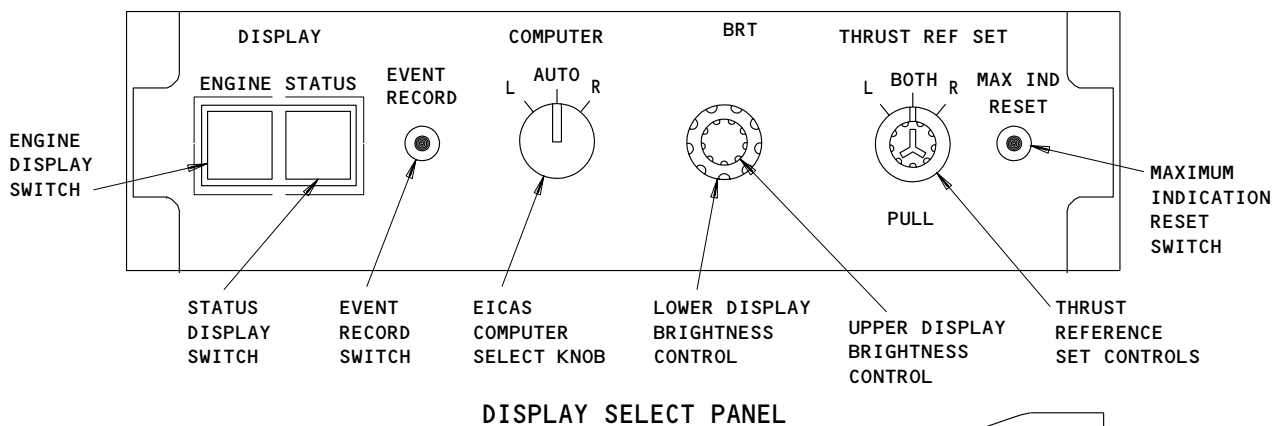 DISPLAY
COMPUTER
BRT
THRUST REF SET
ENGINE STATUS
EVENT
RECORD
L AUTO R
L BOTH R
MAX IND
RESET
PULL
ENGINE
DISPLAY
SWITCH
MAXIMUM
INDICATION
RESET
SWITCH
STATUS
DISPLAY
SWITCH
EVENT
RECORD
SWITCH
EICAS
COMPUTER
SELECT KNOB
LOWER DISPLAY
BRIGHTNESS
CONTROL
UPPER DISPLAY
BRIGHTNESS
CONTROL
THRUST
REFERENCE
SET CONTROLS
DISPLAY SELECT PANEL